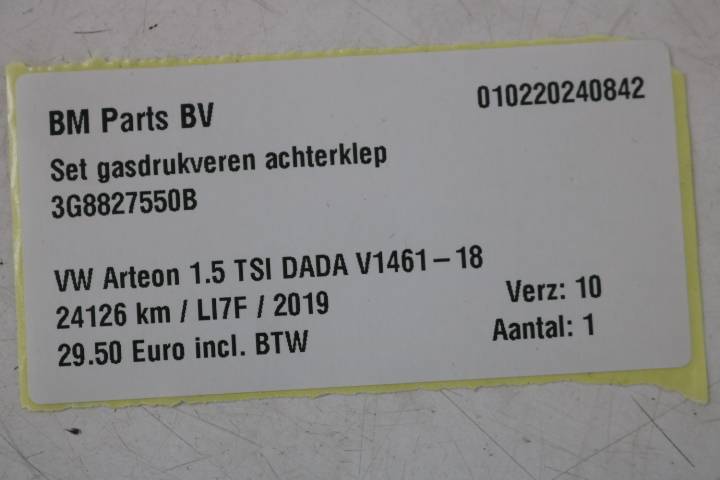 BM Parts BV 010220240842
Set gasdrukveren achterklep
3G8827550B
VW Arteon 1.5 TSI DADA V1461-18
24126 km / LI7F / 2019 Verz: 10
29.50 Euro incl. BTW Aantal: 1